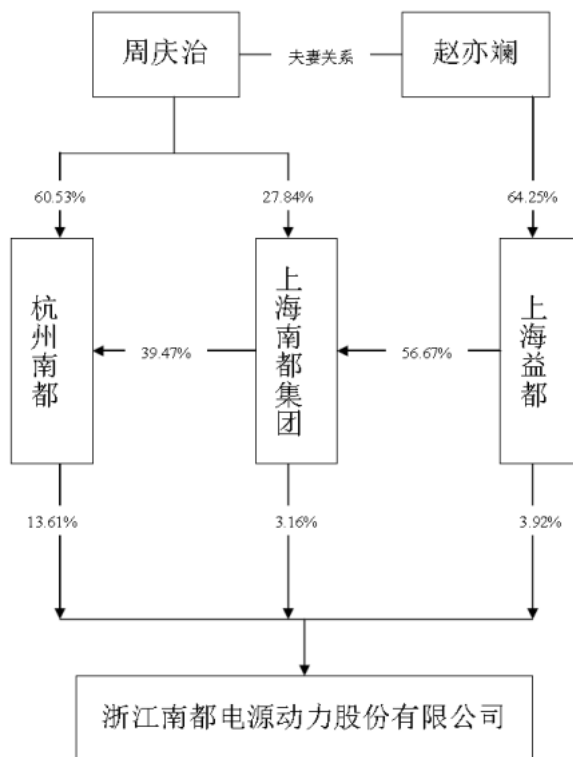 周庆治
夫妻关系
赵亦斓
60.53%
27.84%
64.25%
杭州南都
39.47%
上海南都集团
56.67%
上海益都
13.61%
3.16%
3.92%
浙江南都电源动力股份有限公司